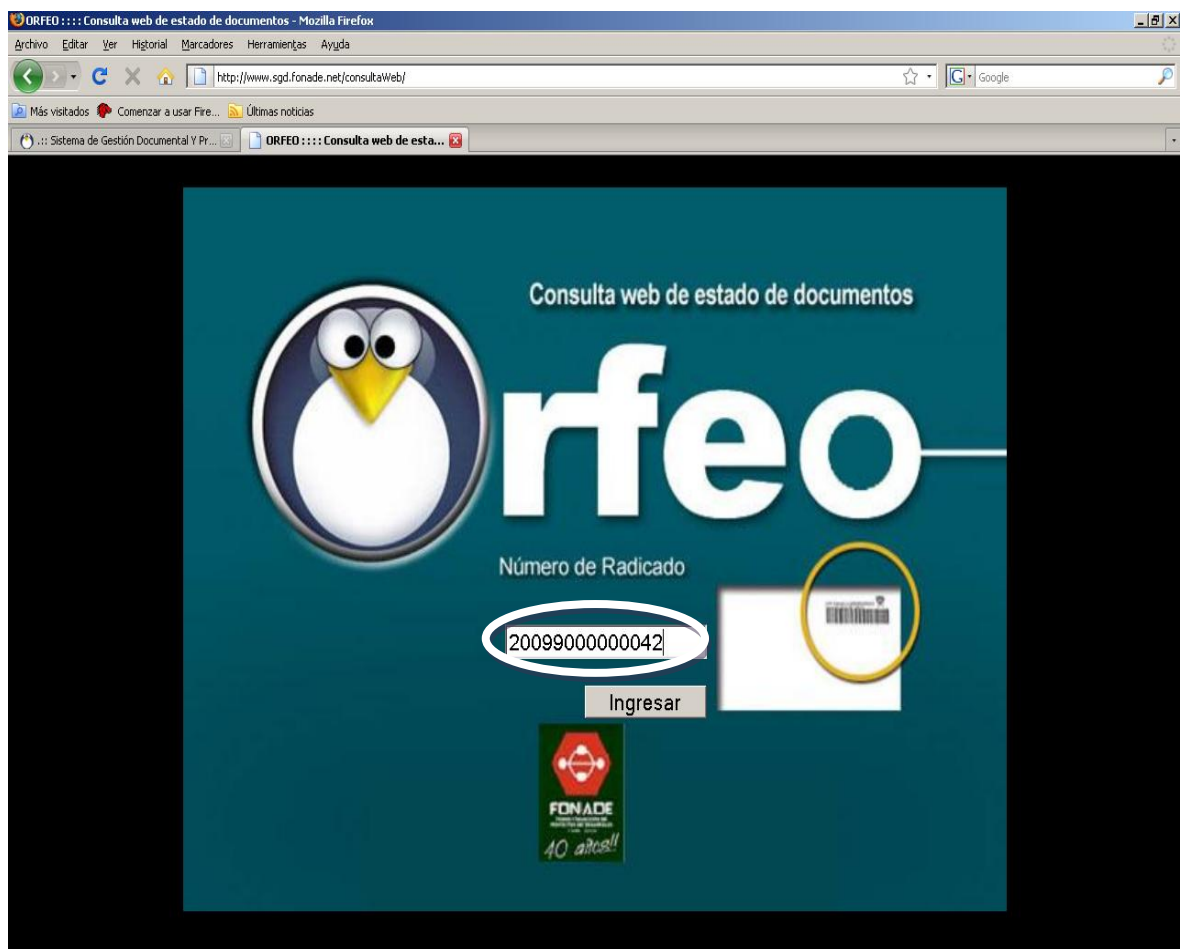 ORFEO :::: Consulta web de estado de documentos - Mozilla Firefox
Archivo Editar Ver Historial Marcadores Herramientas Ayuda
http://www.sgd.fonade.net/consultaWeb/
G Google
Más visitados Comenzar a usar Fire... Últimas noticias
.:: Sistema de Gestión Documental Y Pr... ORFEO :::: Consulta web de esta...
Consulta web de estado de documentos
Orfeo
Número de Radicado
20099000000042
Ingresar
FONADE
40 años!!